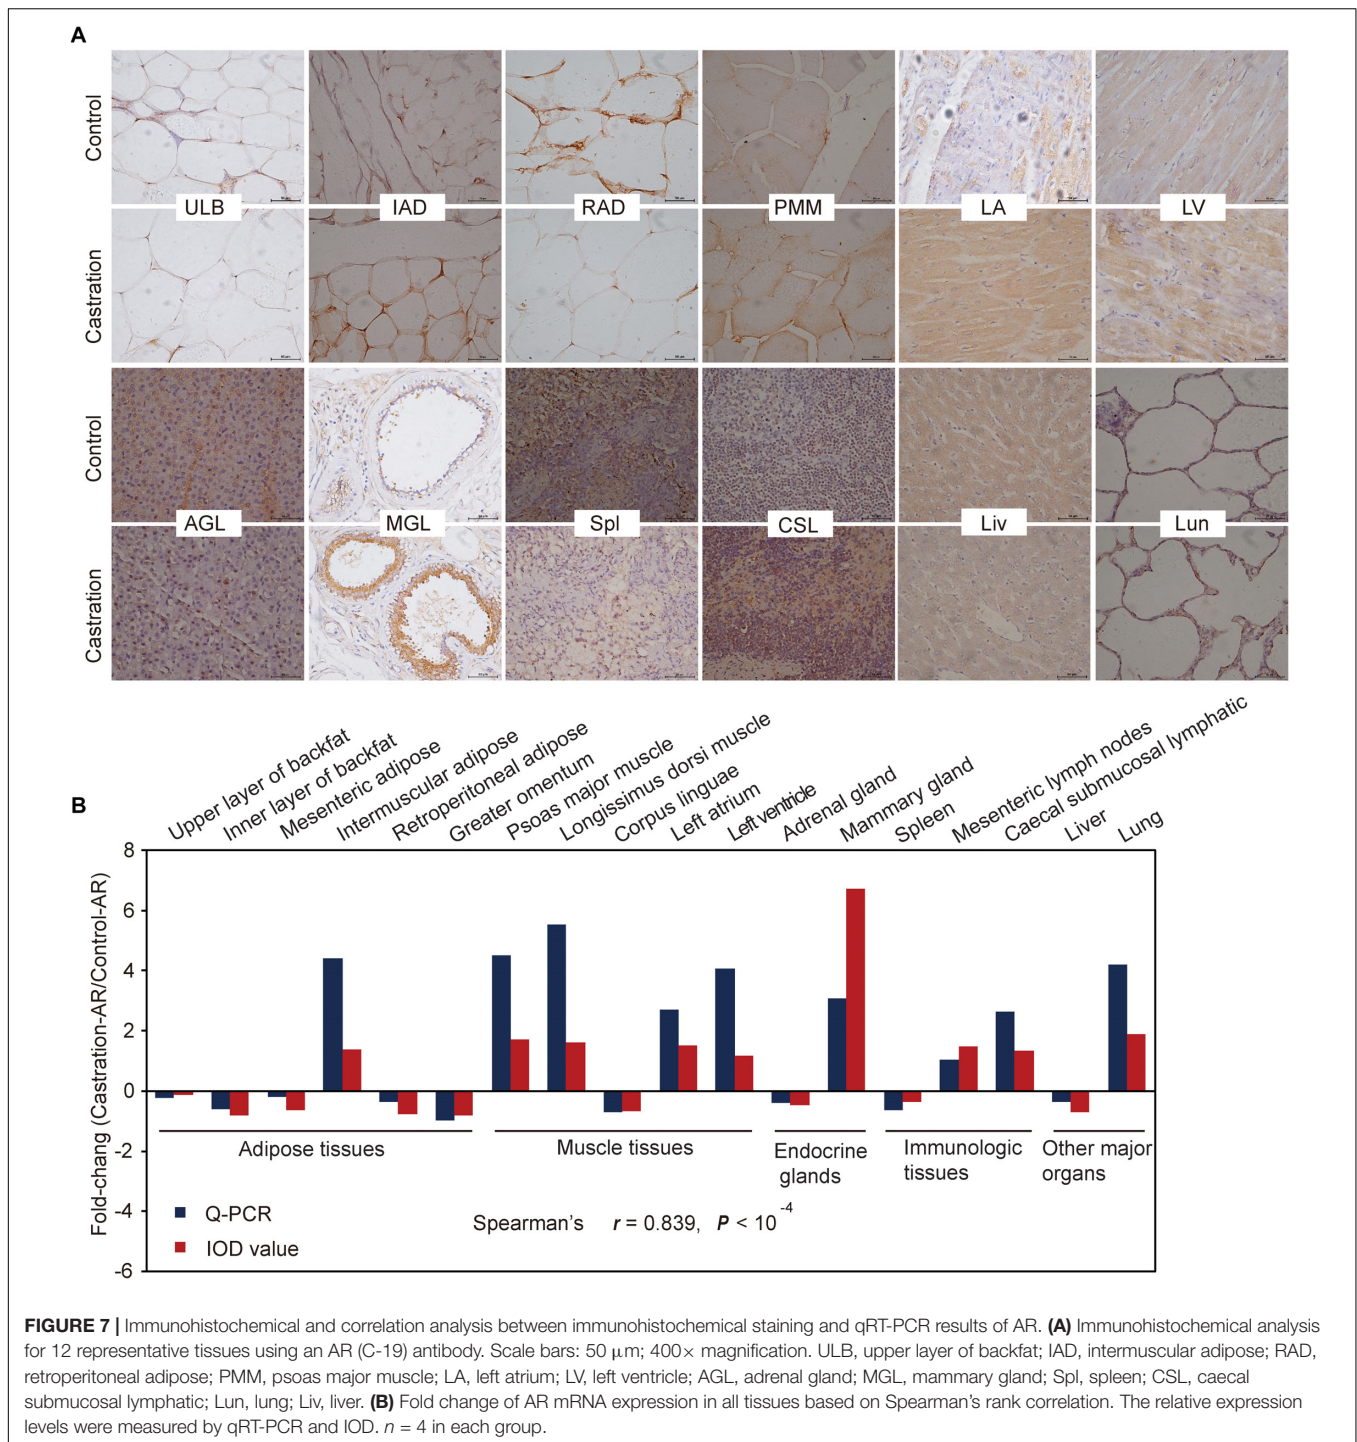 A
Control
ULB IAD RAD PMM LA LV
Castration
Control
AGL MGL Spl CSL Liv Lun
Castration
B
Upper layer of backfat
Inner layer of backfat
Mesenteric adipose
Intermuscular adipose
Retroperitoneal adipose
Greater omentum
Psoas major muscle
Longissimus dorsi muscle
Corpus linguae
Left atrium
Left ventricle
Adrenal gland
Mammary gland
Spleen
Mesenteric lymph nodes
Caecal submucosal lymphatic
Liver
Lung
Fold-chang (Castration-AR/Control-AR)
8
6
4
2
0
-2
-4
-6
Adipose tissues
Muscle tissues
Endocrine
glands
Immunologic
tissues
Other major
organs
Q-PCR
IOD value
Spearman's r = 0.839, P < 10-4
FIGURE 7 | Immunohistochemical and correlation analysis between immunohistochemical staining and qRT-PCR results of AR. (A) Immunohistochemical analysis
for 12 representative tissues using an AR (C-19) antibody. Scale bars: 50 μm; 400× magnification. ULB, upper layer of backfat; IAD, intermuscular adipose; RAD,
retroperitoneal adipose; PMM, psoas major muscle; LA, left atrium; LV, left ventricle; AGL, adrenal gland; MGL, mammary gland; Spl, spleen; CSL, caecal
submucosal lymphatic; Lun, lung; Liv, liver. (B) Fold change of AR mRNA expression in all tissues based on Spearman's rank correlation. The relative expression
levels were measured by qRT-PCR and IOD. n = 4 in each group.